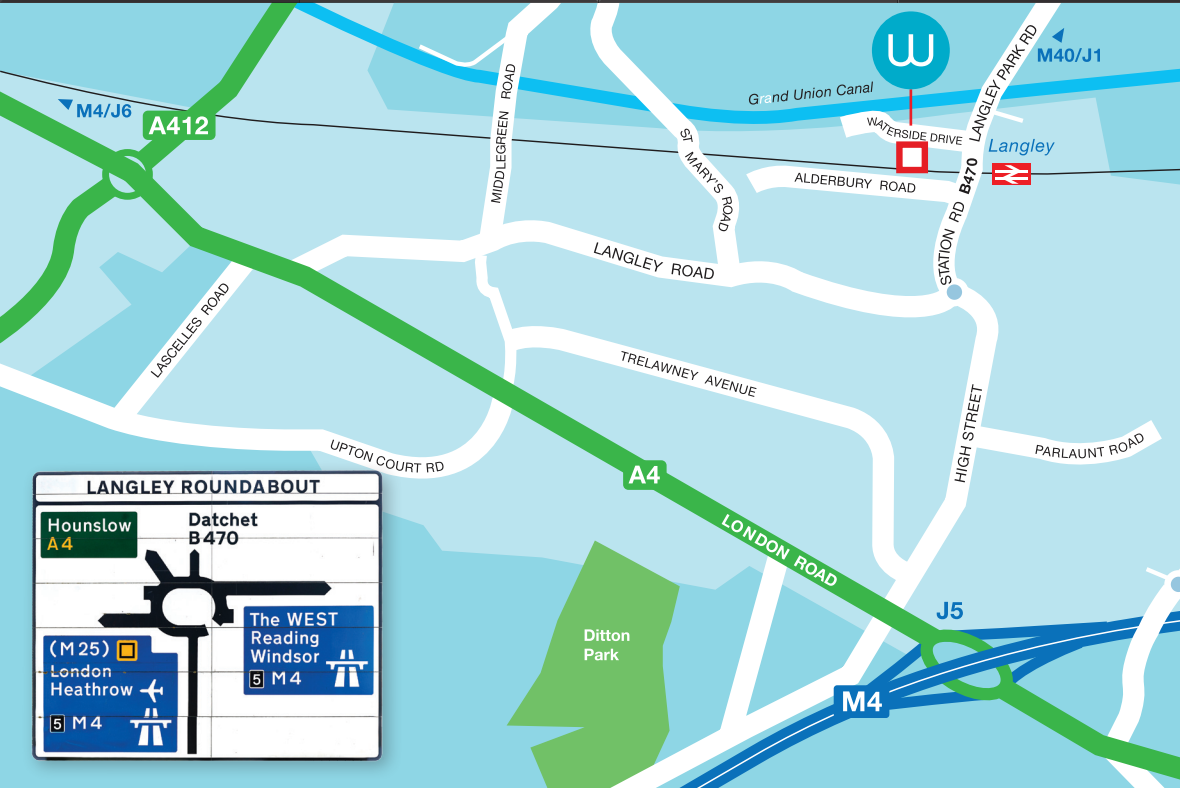 M4/J6
A412
MIDDLEGREEN ROAD
ST MARY'S ROAD
Grand Union Canal
W
WATERSIDE DRIVE
LANGLEY PARK RD
M40/J1
Langley
ALDERBURY ROAD
STATION RD B470
LANGLEY ROAD
LASCELLES ROAD
TRELAWNEY AVENUE
UPTON COURT RD
HIGH STREET
PARLAUNT ROAD
A4
LONDON ROAD
J5
M4
Ditton
Park
LANGLEY ROUNDABOUT
Hounslow
A4
Datchet
B470
The WEST
Reading
Windsor
5 M4
(M25)
London
Heathrow
5 M4